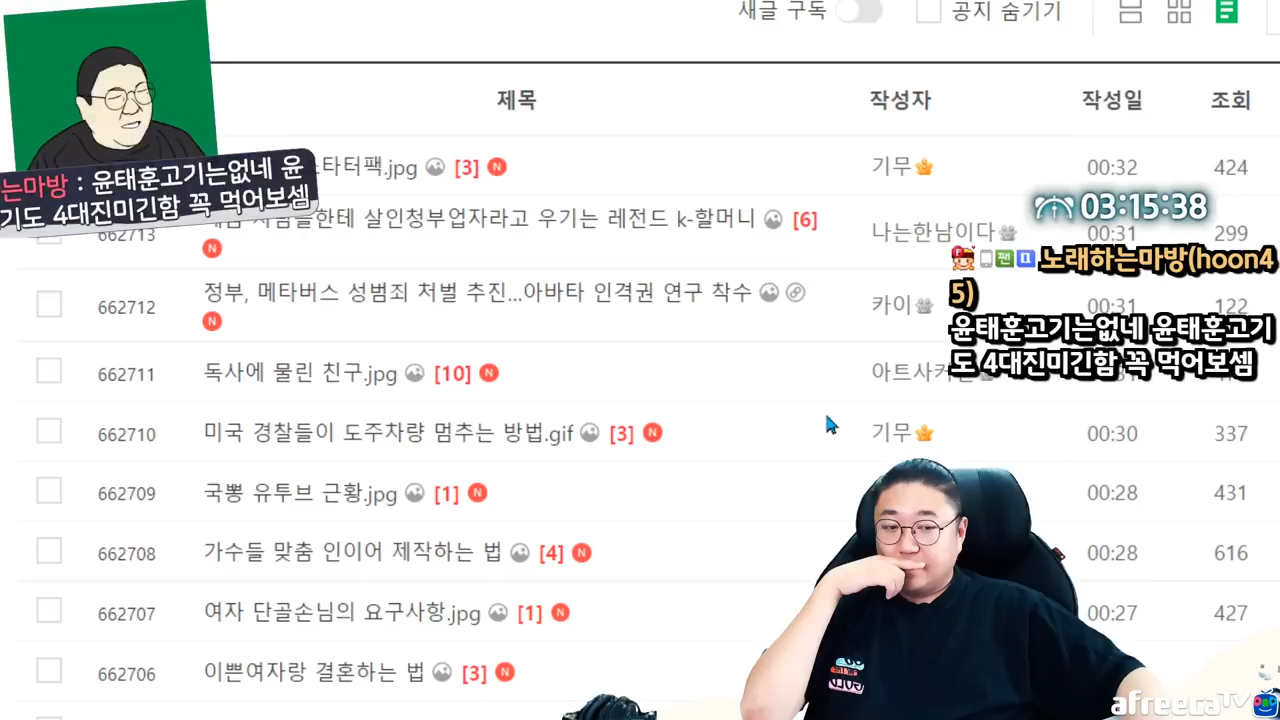 새글 구독
공지 숨기기
제목 작성자 작성일 조회
타터팩.jpg [3] N 기무 00:32 424
는마방 : 윤태훈고기는없네 윤
기도 4대진미긴함 꼭 먹어보셈
662713 살인청부업자라고 우기는 레전드 k-할머니 [6] 나는한남이다 00:31 299
N
03:15:38
노래하는마방(hoon4
5)
윤태훈고기는없네 윤태훈고기
도 4대진미긴함 꼭 먹어보셈
662712 정부, 메타버스 성범죄 처벌 추진...아바타 인격권 연구 착수 카이 00:31 122
N
662711 독사에 물린 친구.jpg [10] N 아트사커
662710 미국 경찰들이 도주차량 멈추는 방법.gif [3] N 기무 00:30 337
662709 국뽕 유투브 근황.jpg [1] N 00:28 431
662708 가수들 맞춤 인이어 제작하는 법 [4] N 00:28 616
662707 여자 단골손님의 요구사항.jpg [1] N 00:27 427
662706 이쁜여자랑 결혼하는 법 [3] N
afreecaTV